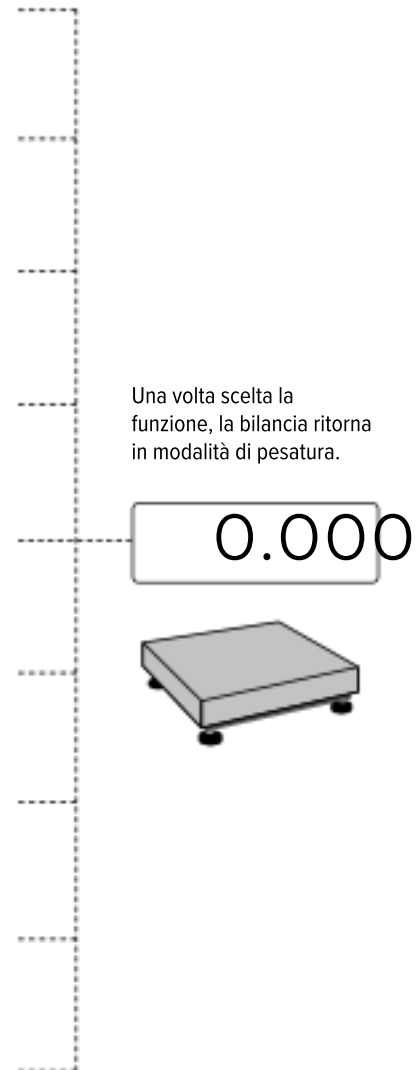 Una volta scelta la
funzione, la bilancia ritorna
in modalità di pesatura.
0.000